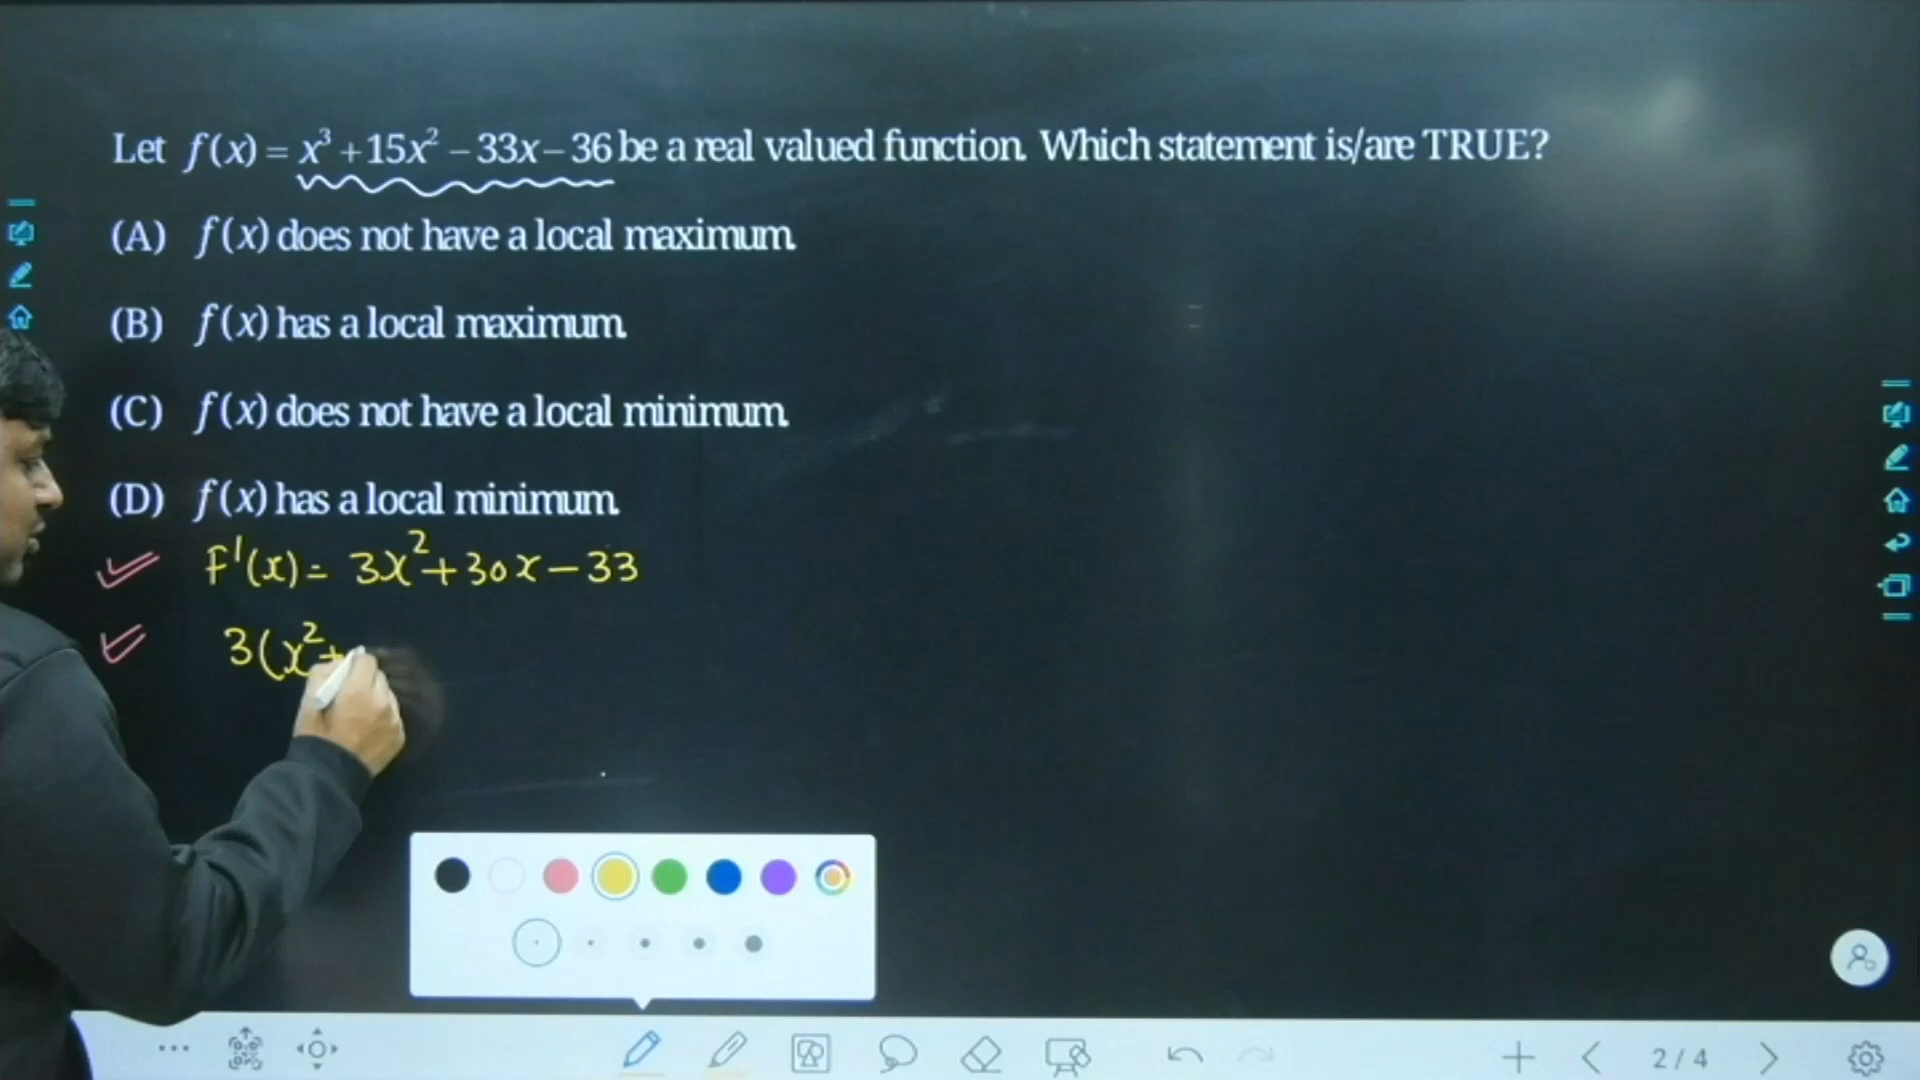 Let f(x) = x³ + 15x² – 33x – 36 be a real valued function. Which statement is/are TRUE?
(A) f(x) does not have a local maximum.
(B) f(x) has a local maximum.
(C) f(x) does not have a local minimum.
(D) f(x) has a local minimum.
F'(x) = 3x² + 30x – 33
3(x² +
2 / 4